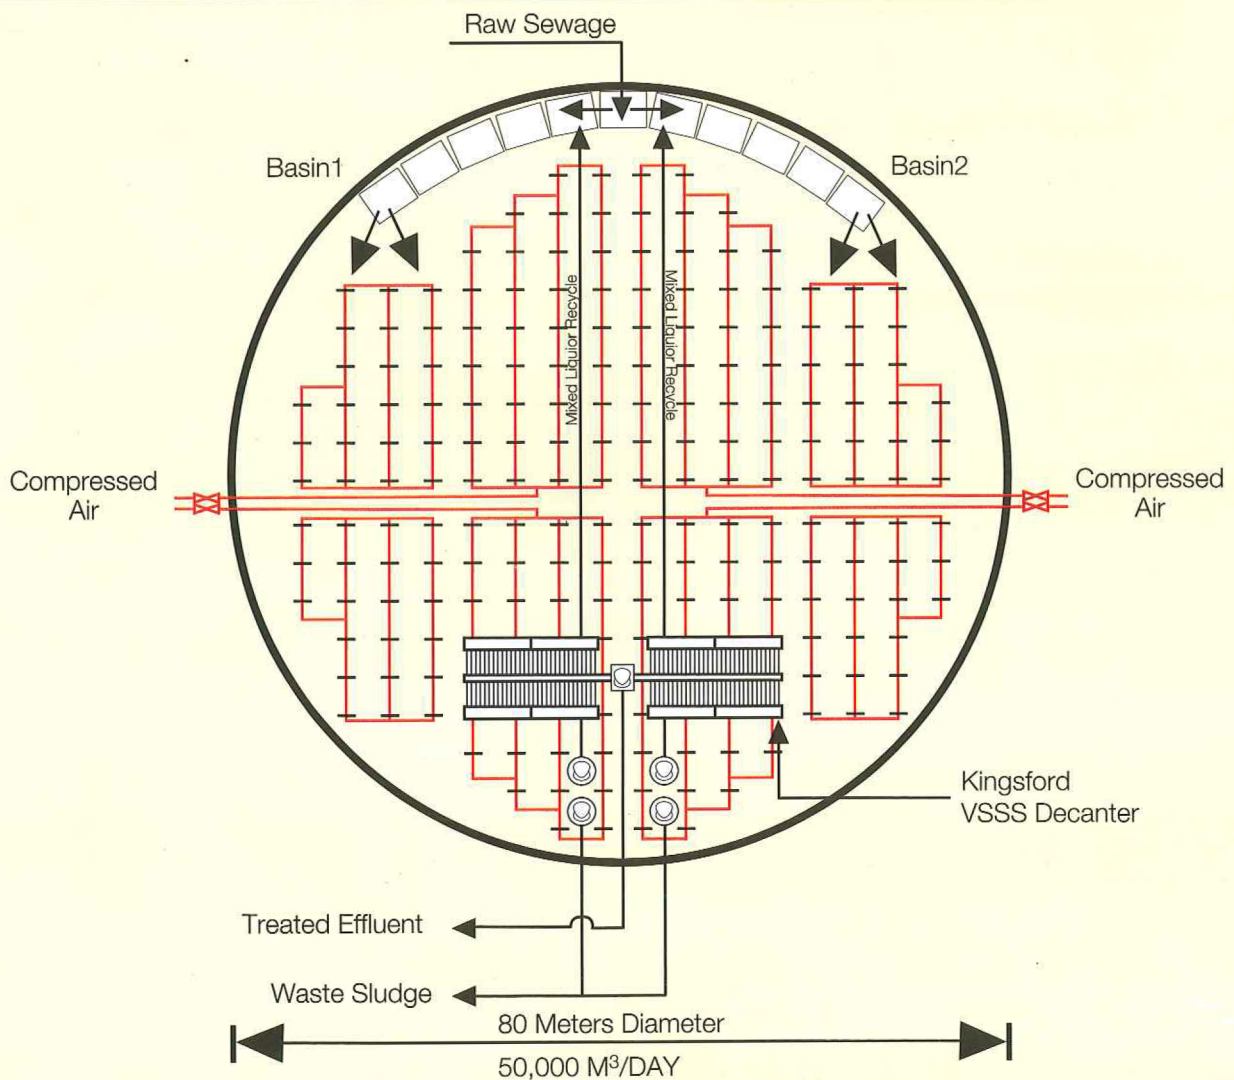 Raw Sewage
Basin1
Basin2
Mixed Liquior Recycle
Mixed Liquior Recycle
Compressed
Air
Compressed
Air
Kingsford
VSSS Decanter
Treated Effluent
Waste Sludge
80 Meters Diameter
50,000 M³/DAY